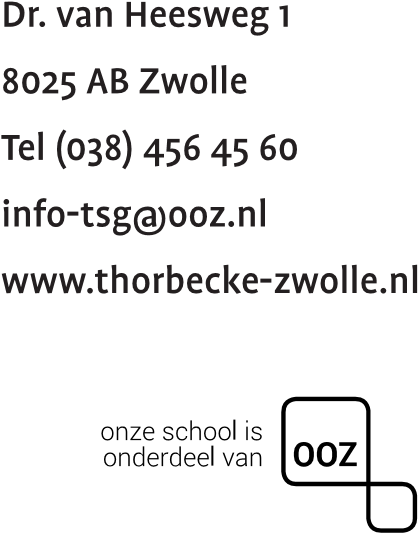 Dr. van Heesweg 1
8025 AB Zwolle
Tel (038) 456 45 60
info-tsg@ooz.nl
www.thorbecke-zwolle.nl
onze school is
onderdeel van
ooz